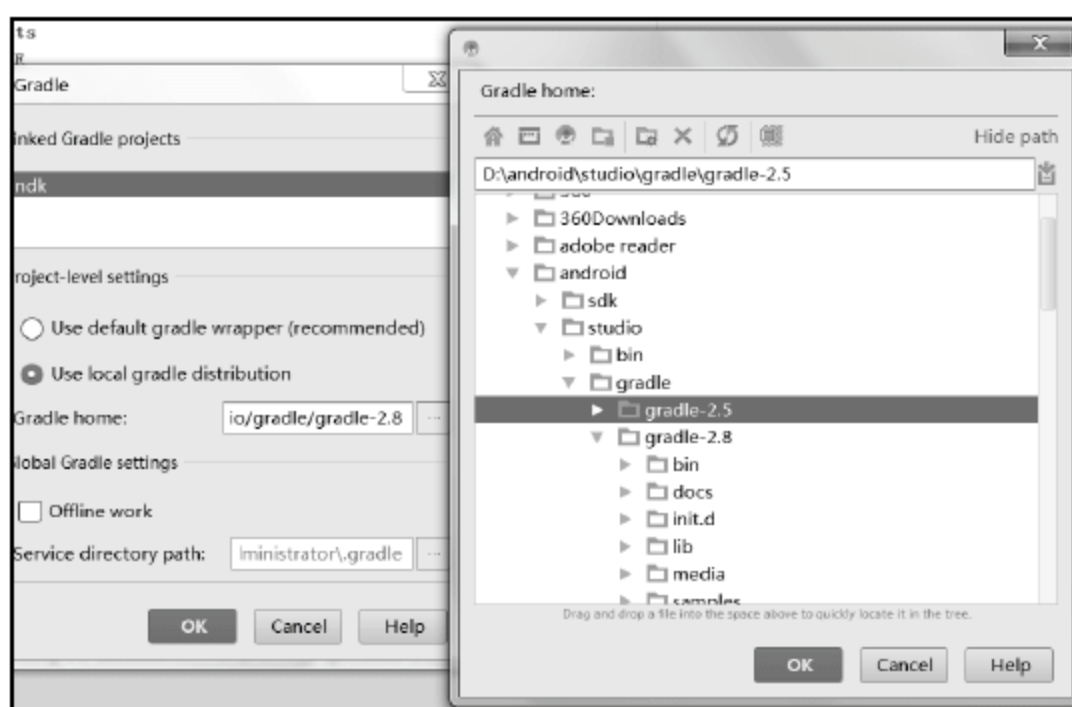 ts
Gradle
inked Gradle projects
ndk
roject-level settings
Use default gradle wrapper (recommended)
Use local gradle distribution
Gradle home:
io/gradle/gradle-2.8
...
lobal Gradle settings
Offline work
Service directory path:
lministrator\.gradle
...
OK
Cancel
Help
Gradle home:
Hide path
D:\android\studio\gradle\gradle-2.5
360Downloads
adobe reader
android
sdk
studio
bin
gradle
gradle-2.5
gradle-2.8
bin
docs
init.d
lib
media
samples
Drag and drop a file into the space above to quickly locate it in the tree.
OK
Cancel
Help